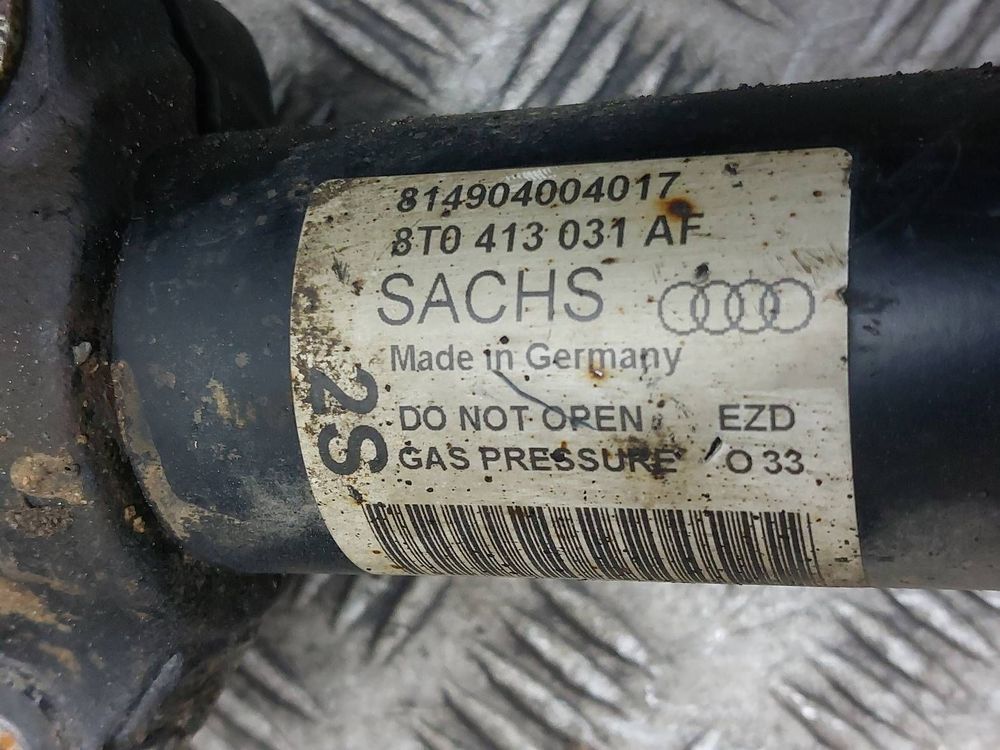 814904004017
8T0 413 031 AF
SACHS
Made in Germany
DO NOT OPEN EZD
GAS PRESSURE O 33
2S